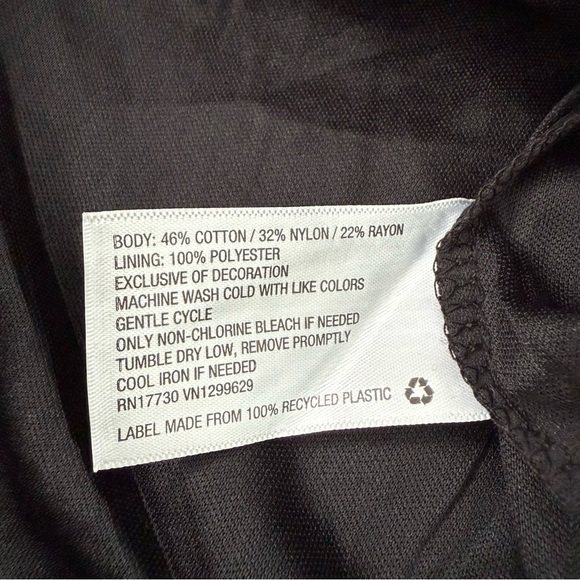 BODY: 46% COTTON / 32% NYLON / 22% RAYON
LINING: 100% POLYESTER
EXCLUSIVE OF DECORATION
MACHINE WASH COLD WITH LIKE COLORS
GENTLE CYCLE
ONLY NON-CHLORINE BLEACH IF NEEDED
TUMBLE DRY LOW, REMOVE PROMPTLY
COOL IRON IF NEEDED
RN17730 VN1299629
LABEL MADE FROM 100% RECYCLED PLASTIC